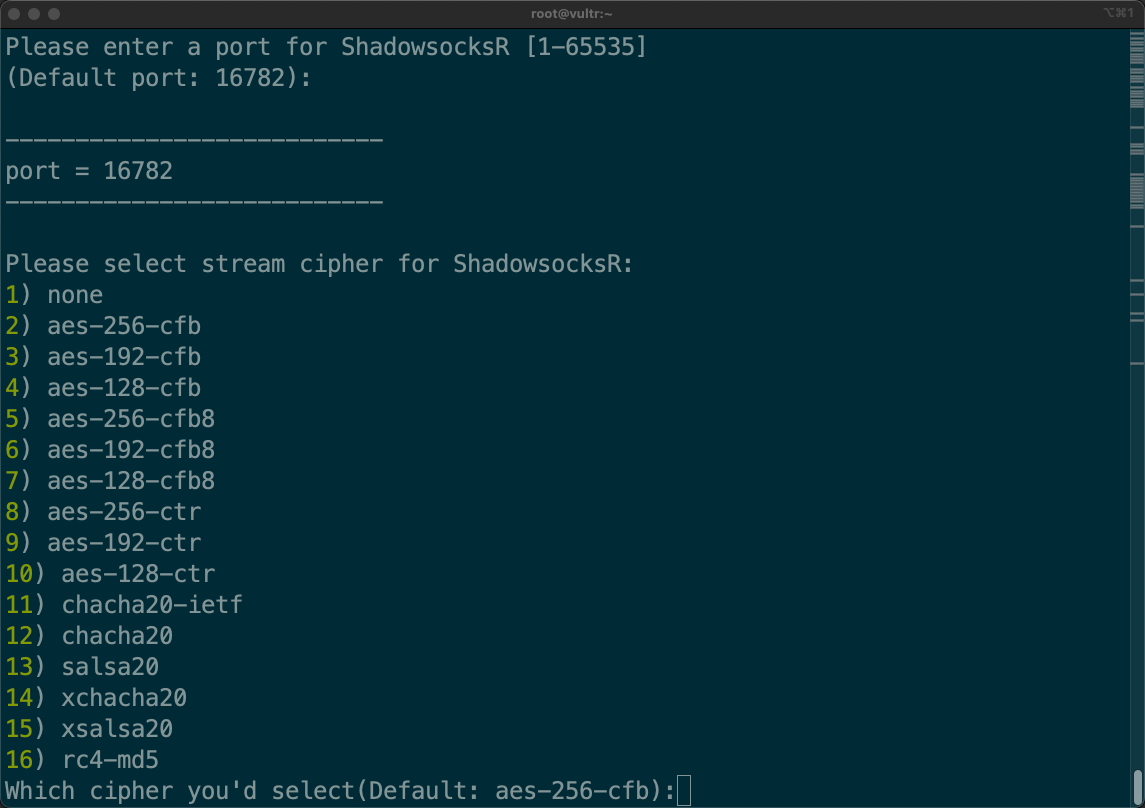 root@vultr:~
⌥⌘1
Please enter a port for ShadowsocksR [1-65535]
(Default port: 16782):
---------------------------
port = 16782
---------------------------
Please select stream cipher for ShadowsocksR:
1) none
2) aes-256-cfb
3) aes-192-cfb
4) aes-128-cfb
5) aes-256-cfb8
6) aes-192-cfb8
7) aes-128-cfb8
8) aes-256-ctr
9) aes-192-ctr
10) aes-128-ctr
11) chacha20-ietf
12) chacha20
13) salsa20
14) xchacha20
15) xsalsa20
16) rc4-md5
Which cipher you'd select(Default: aes-256-cfb):